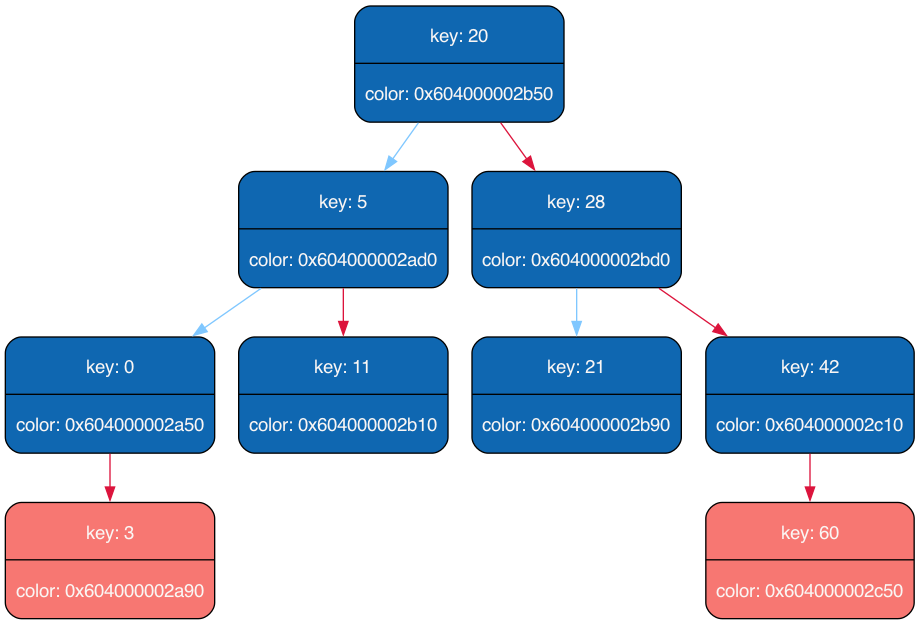 key: 20
color: 0x604000002b50
key: 5
color: 0x604000002ad0
key: 28
color: 0x604000002bd0
key: 0
color: 0x604000002a50
key: 11
color: 0x604000002b10
key: 21
color: 0x604000002b90
key: 42
color: 0x604000002c10
key: 3
color: 0x604000002a90
key: 60
color: 0x604000002c50